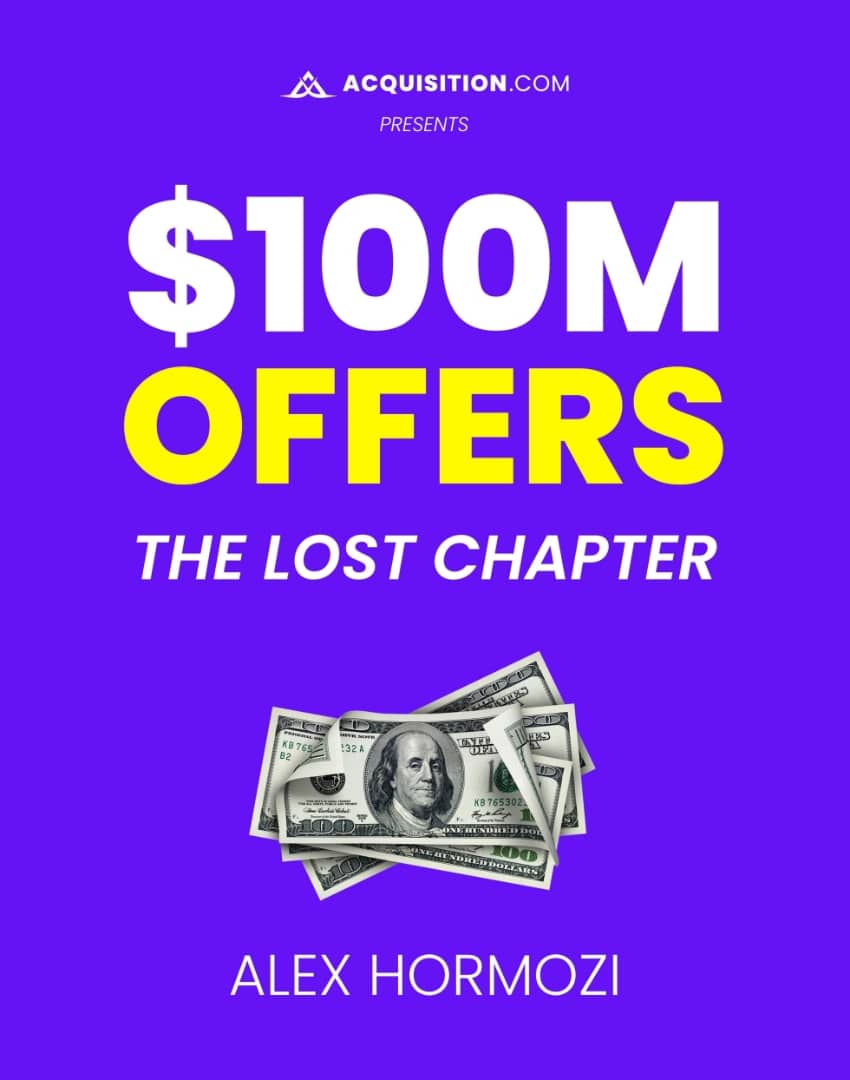 ACQUISITION.COM
PRESENTS
$100M
OFFERS
THE LOST CHAPTER
ALEX HORMOZI